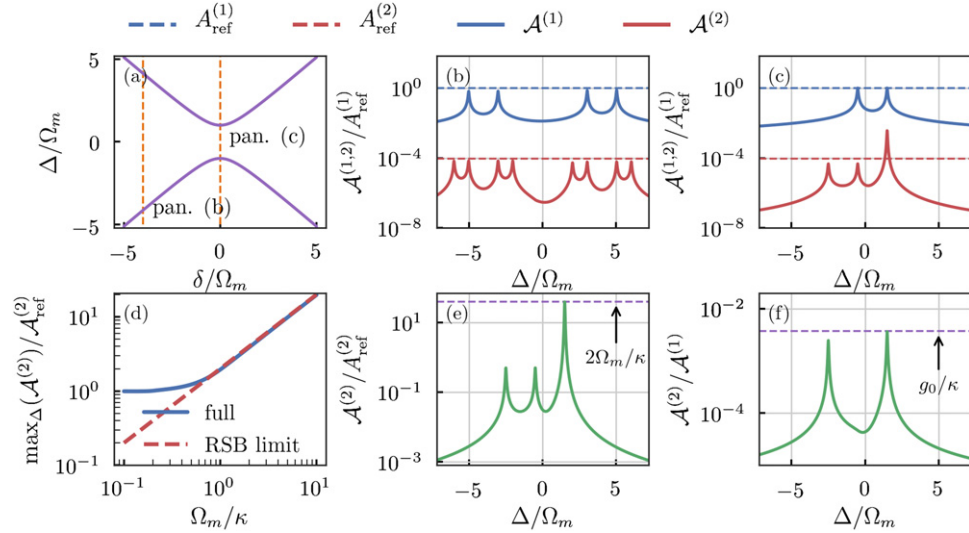 A_ref^(1) A_ref^(2) 𝒜^(1) 𝒜^(2)
(a)
Δ/Ω_m
5
0
−5
pan. (c)
pan. (b)
−5 0 5
δ/Ω_m
(b)
𝒜^(1,2)/A_ref^(1)
10^0
10^−4
10^−8
−5 0 5
Δ/Ω_m
(c)
𝒜^(1,2)/A_ref^(1)
10^0
10^−4
10^−8
−5 0 5
Δ/Ω_m
(d)
max_Δ(𝒜^(2))/𝒜_ref^(2)
10^1
10^0
10^−1
full
RSB limit
10^−1 10^0 10^1
Ω_m/κ
(e)
𝒜^(2)/A_ref^(2)
10^1
10^−1
10^−3
2Ω_m/κ
−5 0 5
Δ/Ω_m
(f)
𝒜^(2)/𝒜^(1)
10^−2
10^−4
g_0/κ
−5 0 5
Δ/Ω_m